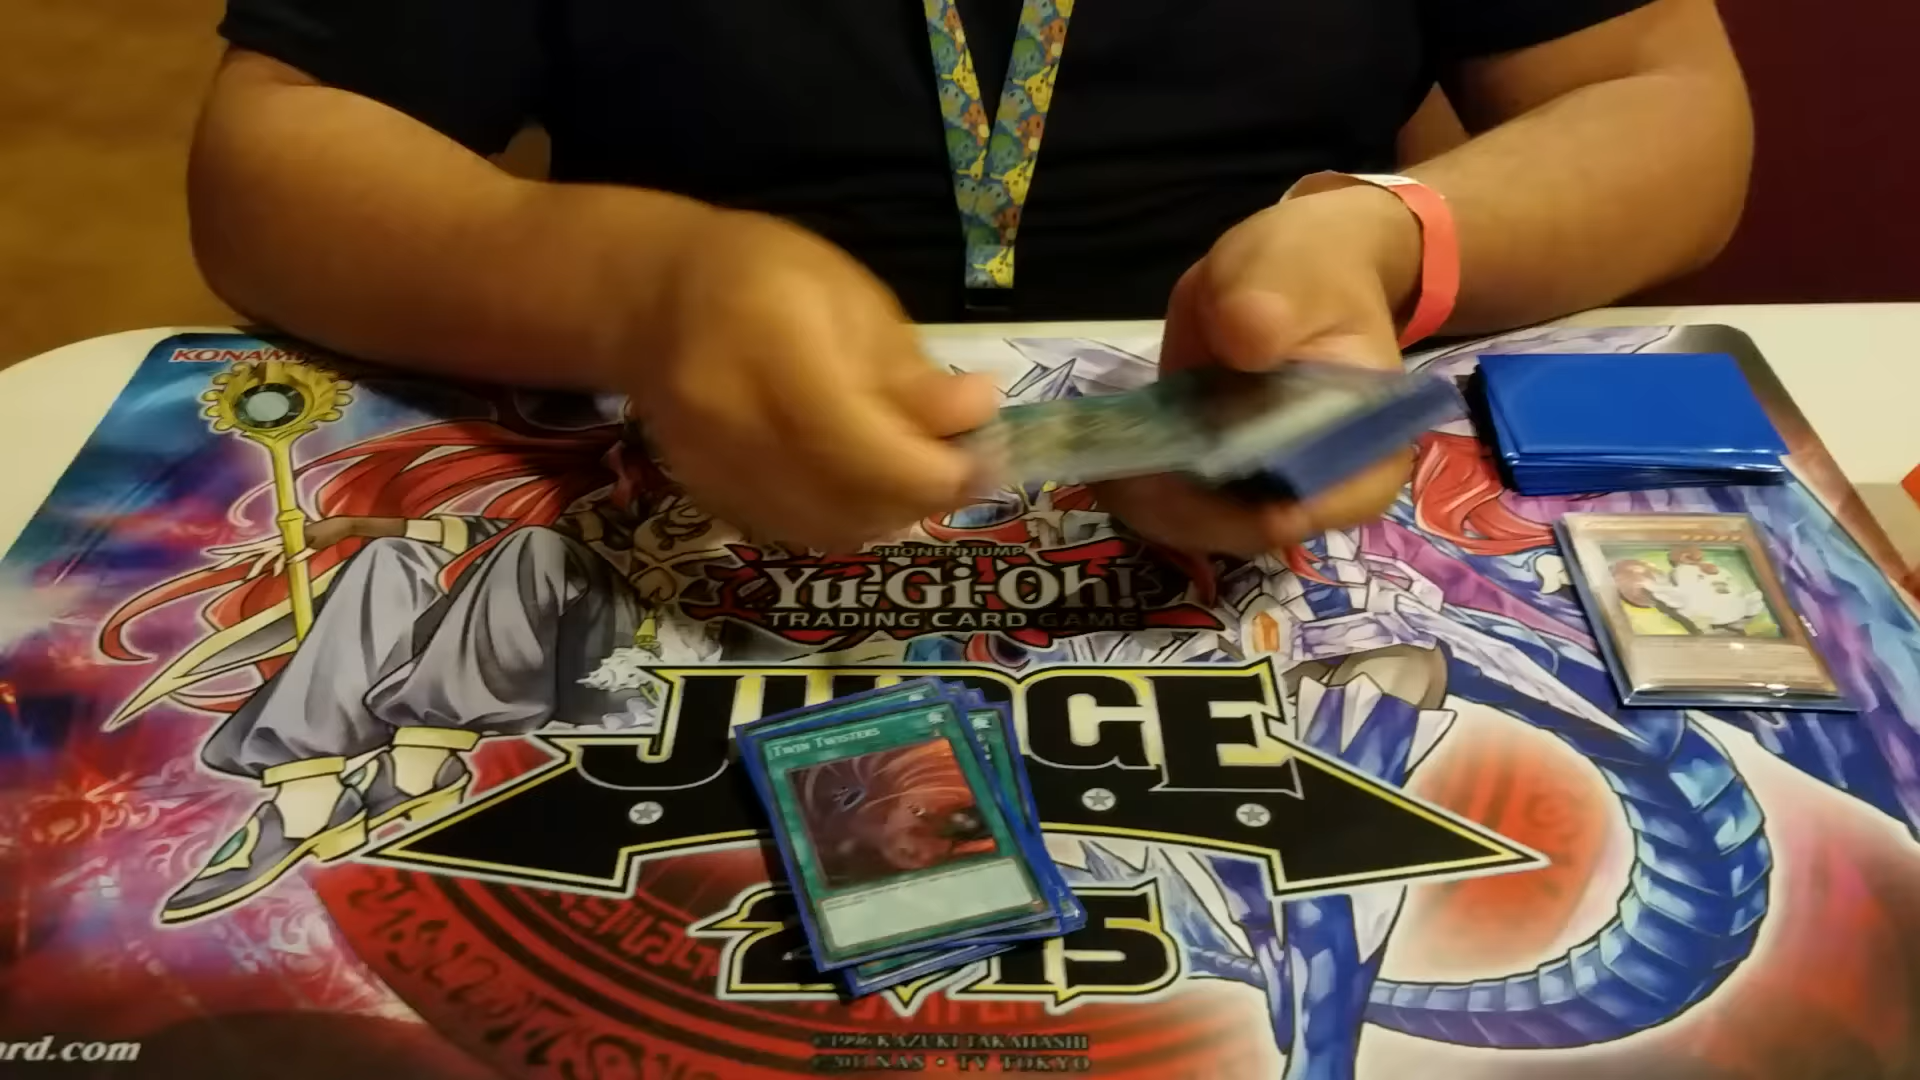 KONAMI
SHONEN JUMP
Yu-Gi-Oh!
TRADING CARD GAME
JUDGE
TWIN TWISTERS
2015
©1996 KAZUKI TAKAHASHI
©2011 NAS • TV TOKYO
rd.com